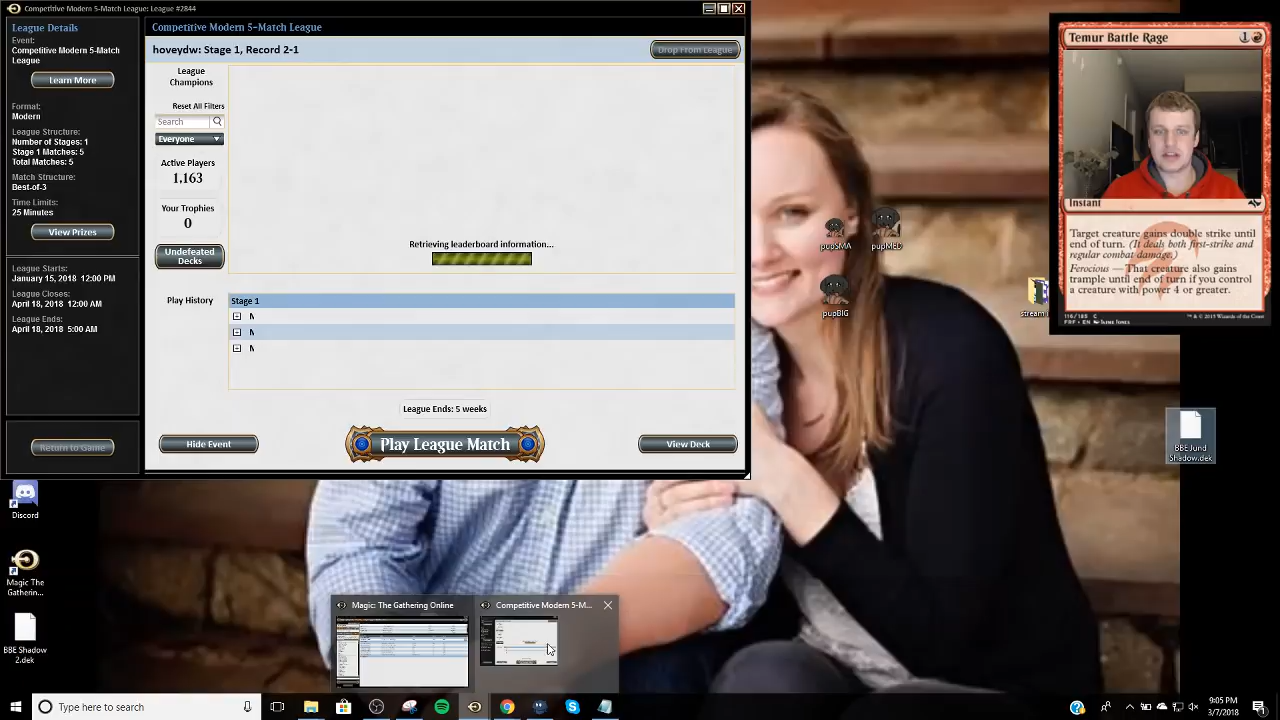 Competitive Modern 5-Match League: League #2844
League Details
Event:
Competitive Modern 5-Match
League
Learn More
Format:
Modern
League Structure:
Number of Stages: 1
Stage 1 Matches: 5
Total Matches: 5
Match Structure:
Best-of-3
Time Limits:
25 Minutes
View Prizes
League Starts:
January 15, 2018 12:00 PM
League Closes:
April 18, 2018 12:00 AM
League Ends:
April 18, 2018 5:00 AM
Return to Game
Competitive Modern 5-Match League
hoveydw: Stage 1, Record 2-1
Drop From League
League
Champions
Reset All Filters
Search
Everyone
Active Players
1,163
Your Trophies
0
Undefeated
Decks
Retrieving leaderboard information...
Play History
Stage 1
League Ends: 5 weeks
Hide Event
Play League Match
View Deck
Temur Battle Rage
1
Instant
Target creature gains double strike until
end of turn. (It deals both first-strike and
regular combat damage.)
Ferocious — That creature also gains
trample until end of turn if you control
a creature with power 4 or greater.
116/185 C
pupSMA
pupMED
pupBIG
stream
BBE Jund
Shadow.dek
Discord
Magic The
Gatherin...
BBE Shadow
2.dek
Magic: The Gathering Online
Competitive Modern 5-M...
Type here to search
9:05 PM
3/7/2018